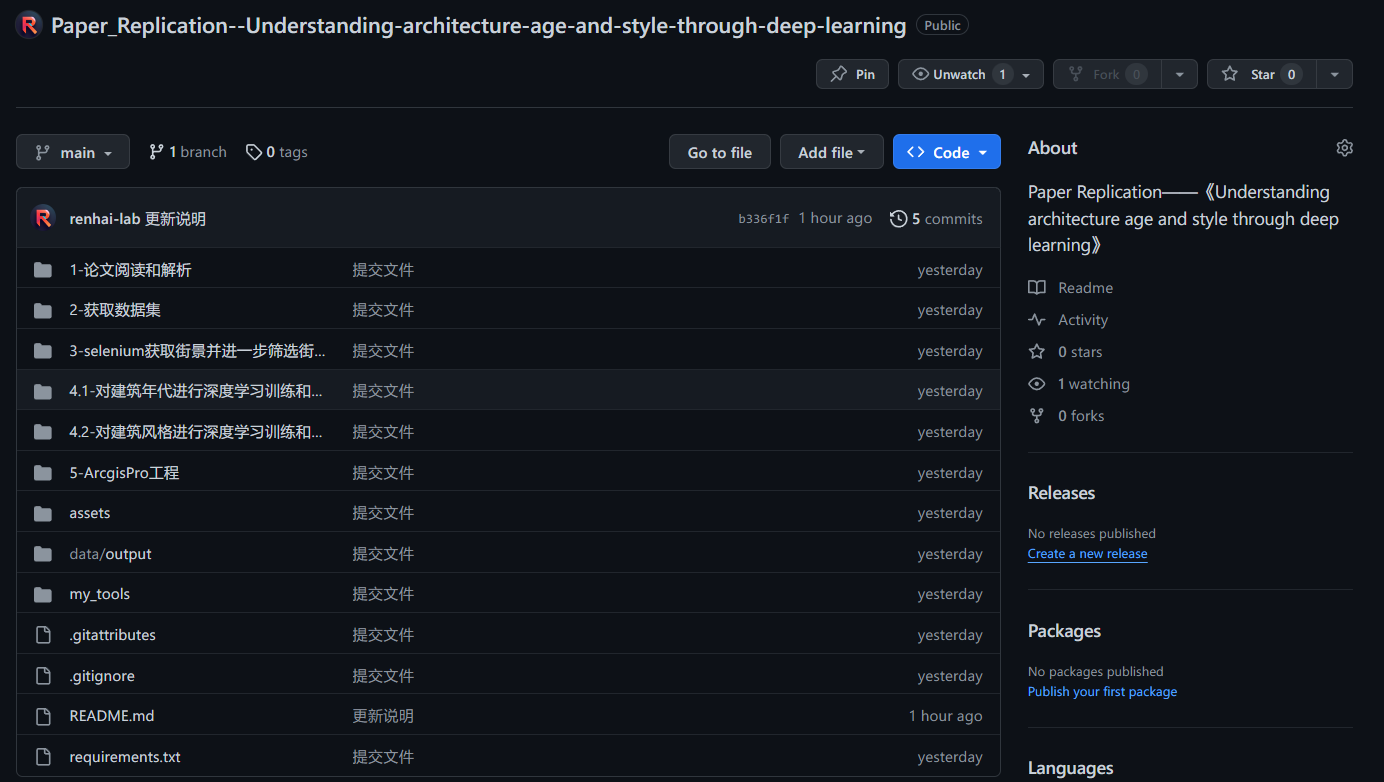 Paper_Replication--Understanding-architecture-age-and-style-through-deep-learning Public
Pin Unwatch 1 Fork 0 Star 0
main 1 branch 0 tags Go to file Add file Code
renhai-lab 更新说明 b336f1f 1 hour ago 5 commits
1-论文阅读和解析 提交文件 yesterday
2-获取数据集 提交文件 yesterday
3-selenium获取街景并进一步筛选街... 提交文件 yesterday
4.1-对建筑年代进行深度学习训练和... 提交文件 yesterday
4.2-对建筑风格进行深度学习训练和... 提交文件 yesterday
5-ArcgisPro工程 提交文件 yesterday
assets 提交文件 yesterday
data/output 提交文件 yesterday
my_tools 提交文件 yesterday
.gitattributes 提交文件 yesterday
.gitignore 提交文件 yesterday
README.md 更新说明 1 hour ago
requirements.txt 提交文件 yesterday
About
Paper Replication——《Understanding
architecture age and style through deep
learning》
Readme
Activity
0 stars
1 watching
0 forks
Releases
No releases published
Create a new release
Packages
No packages published
Publish your first package
Languages